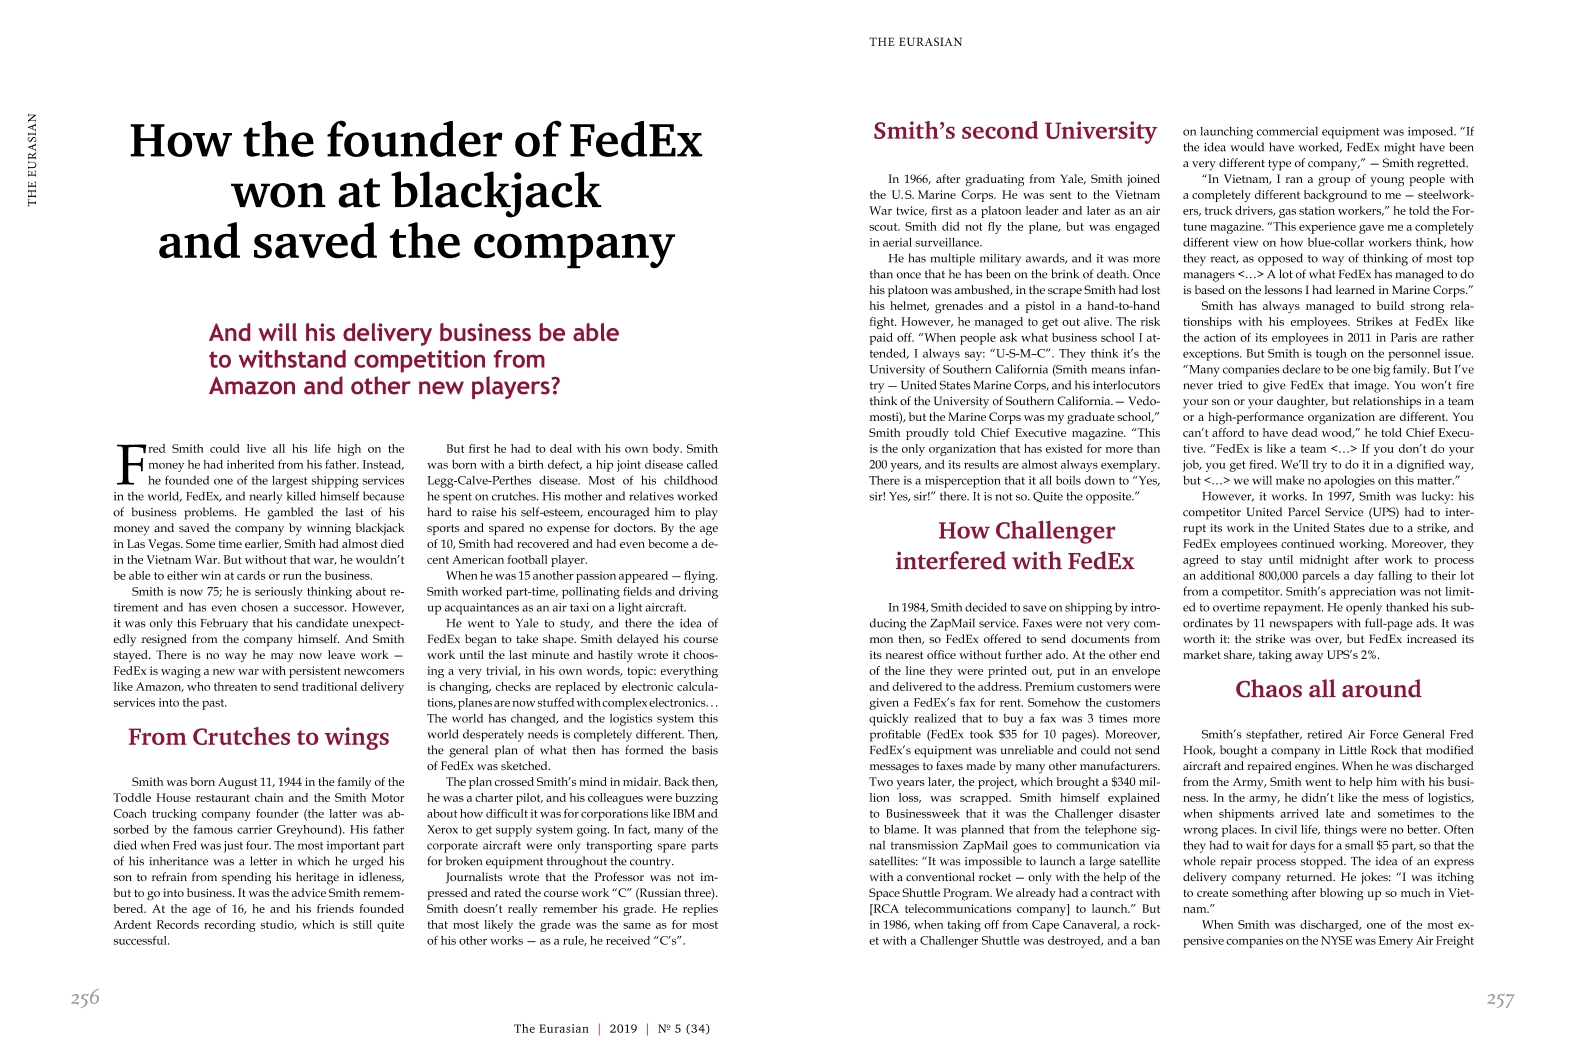 THE EURASIAN
How the founder of FedEx
won at blackjack
and saved the company
And will his delivery business be able
to withstand competition from
Amazon and other new players?
Fred Smith could live all his life high on the
money he had inherited from his father. Instead,
he founded one of the largest shipping services
in the world, FedEx, and nearly killed himself because
of business problems. He gambled the last of his
money and saved the company by winning blackjack
in Las Vegas. Some time earlier, Smith had almost died
in the Vietnam War. But without that war, he wouldn't
be able to either win at cards or run the business.
Smith is now 75; he is seriously thinking about re-
tirement and has even chosen a successor. However,
it was only this February that his candidate unexpect-
edly resigned from the company himself. And Smith
stayed. There is no way he may now leave work —
FedEx is waging a new war with persistent newcomers
like Amazon, who threaten to send traditional delivery
services into the past.
From Crutches to wings
Smith was born August 11, 1944 in the family of the
Toddle House restaurant chain and the Smith Motor
Coach trucking company founder (the latter was ab-
sorbed by the famous carrier Greyhound). His father
died when Fred was just four. The most important part
of his inheritance was a letter in which he urged his
son to refrain from spending his heritage in idleness,
but to go into business. It was the advice Smith remem-
bered. At the age of 16, he and his friends founded
Ardent Records recording studio, which is still quite
successful.
But first he had to deal with his own body. Smith
was born with a birth defect, a hip joint disease called
Legg-Calve-Perthes disease. Most of his childhood
he spent on crutches. His mother and relatives worked
hard to raise his self-esteem, encouraged him to play
sports and spared no expense for doctors. By the age
of 10, Smith had recovered and had even become a de-
cent American football player.
When he was 15 another passion appeared — flying.
Smith worked part-time, pollinating fields and driving
up acquaintances as an air taxi on a light aircraft.
He went to Yale to study, and there the idea of
FedEx began to take shape. Smith delayed his course
work until the last minute and hastily wrote it choos-
ing a very trivial, in his own words, topic: everything
is changing, checks are replaced by electronic calcula-
tions, planes are now stuffed with complex electronics…
The world has changed, and the logistics system this
world desperately needs is completely different. Then,
the general plan of what then has formed the basis
of FedEx was sketched.
The plan crossed Smith's mind in midair. Back then,
he was a charter pilot, and his colleagues were buzzing
about how difficult it was for corporations like IBM and
Xerox to get supply system going. In fact, many of the
corporate aircraft were only transporting spare parts
for broken equipment throughout the country.
Journalists wrote that the Professor was not im-
pressed and rated the course work “C” (Russian three).
Smith doesn't really remember his grade. He replies
that most likely the grade was the same as for most
of his other works — as a rule, he received “C's”.
256
The Eurasian | 2019 | № 5 (34)
THE EURASIAN
Smith's second University
In 1966, after graduating from Yale, Smith joined
the U.S. Marine Corps. He was sent to the Vietnam
War twice, first as a platoon leader and later as an air
scout. Smith did not fly the plane, but was engaged
in aerial surveillance.
He has multiple military awards, and it was more
than once that he has been on the brink of death. Once
his platoon was ambushed, in the scrape Smith had lost
his helmet, grenades and a pistol in a hand-to-hand
fight. However, he managed to get out alive. The risk
paid off. “When people ask what business school I at-
tended, I always say: “U-S-M–C”. They think it's the
University of Southern California (Smith means infan-
try — United States Marine Corps, and his interlocutors
think of the University of Southern California. — Vedo-
mosti), but the Marine Corps was my graduate school,”
Smith proudly told Chief Executive magazine. “This
is the only organization that has existed for more than
200 years, and its results are almost always exemplary.
There is a misperception that it all boils down to “Yes,
sir! Yes, sir!” there. It is not so. Quite the opposite.”
How Challenger
interfered with FedEx
In 1984, Smith decided to save on shipping by intro-
ducing the ZapMail service. Faxes were not very com-
mon then, so FedEx offered to send documents from
its nearest office without further ado. At the other end
of the line they were printed out, put in an envelope
and delivered to the address. Premium customers were
given a FedEx's fax for rent. Somehow the customers
quickly realized that to buy a fax was 3 times more
profitable (FedEx took $35 for 10 pages). Moreover,
FedEx's equipment was unreliable and could not send
messages to faxes made by many other manufacturers.
Two years later, the project, which brought a $340 mil-
lion loss, was scrapped. Smith himself explained
to Businessweek that it was the Challenger disaster
to blame. It was planned that from the telephone sig-
nal transmission ZapMail goes to communication via
satellites: “It was impossible to launch a large satellite
with a conventional rocket — only with the help of the
Space Shuttle Program. We already had a contract with
[RCA telecommunications company] to launch.” But
in 1986, when taking off from Cape Canaveral, a rock-
et with a Challenger Shuttle was destroyed, and a ban
on launching commercial equipment was imposed. “If
the idea would have worked, FedEx might have been
a very different type of company,” — Smith regretted.
“In Vietnam, I ran a group of young people with
a completely different background to me — steelwork-
ers, truck drivers, gas station workers,” he told the For-
tune magazine. “This experience gave me a completely
different view on how blue-collar workers think, how
they react, as opposed to way of thinking of most top
managers <…> A lot of what FedEx has managed to do
is based on the lessons I had learned in Marine Corps.”
Smith has always managed to build strong rela-
tionships with his employees. Strikes at FedEx like
the action of its employees in 2011 in Paris are rather
exceptions. But Smith is tough on the personnel issue.
“Many companies declare to be one big family. But I've
never tried to give FedEx that image. You won't fire
your son or your daughter, but relationships in a team
or a high-performance organization are different. You
can't afford to have dead wood,” he told Chief Execu-
tive. “FedEx is like a team <…> If you don't do your
job, you get fired. We'll try to do it in a dignified way,
but <…> we will make no apologies on this matter.”
However, it works. In 1997, Smith was lucky: his
competitor United Parcel Service (UPS) had to inter-
rupt its work in the United States due to a strike, and
FedEx employees continued working. Moreover, they
agreed to stay until midnight after work to process
an additional 800,000 parcels a day falling to their lot
from a competitor. Smith's appreciation was not limit-
ed to overtime repayment. He openly thanked his sub-
ordinates by 11 newspapers with full-page ads. It was
worth it: the strike was over, but FedEx increased its
market share, taking away UPS's 2%.
Chaos all around
Smith's stepfather, retired Air Force General Fred
Hook, bought a company in Little Rock that modified
aircraft and repaired engines. When he was discharged
from the Army, Smith went to help him with his busi-
ness. In the army, he didn't like the mess of logistics,
when shipments arrived late and sometimes to the
wrong places. In civil life, things were no better. Often
they had to wait for days for a small $5 part, so that the
whole repair process stopped. The idea of an express
delivery company returned. He jokes: “I was itching
to create something after blowing up so much in Viet-
nam.”
When Smith was discharged, one of the most ex-
pensive companies on the NYSE was Emery Air Freight
257